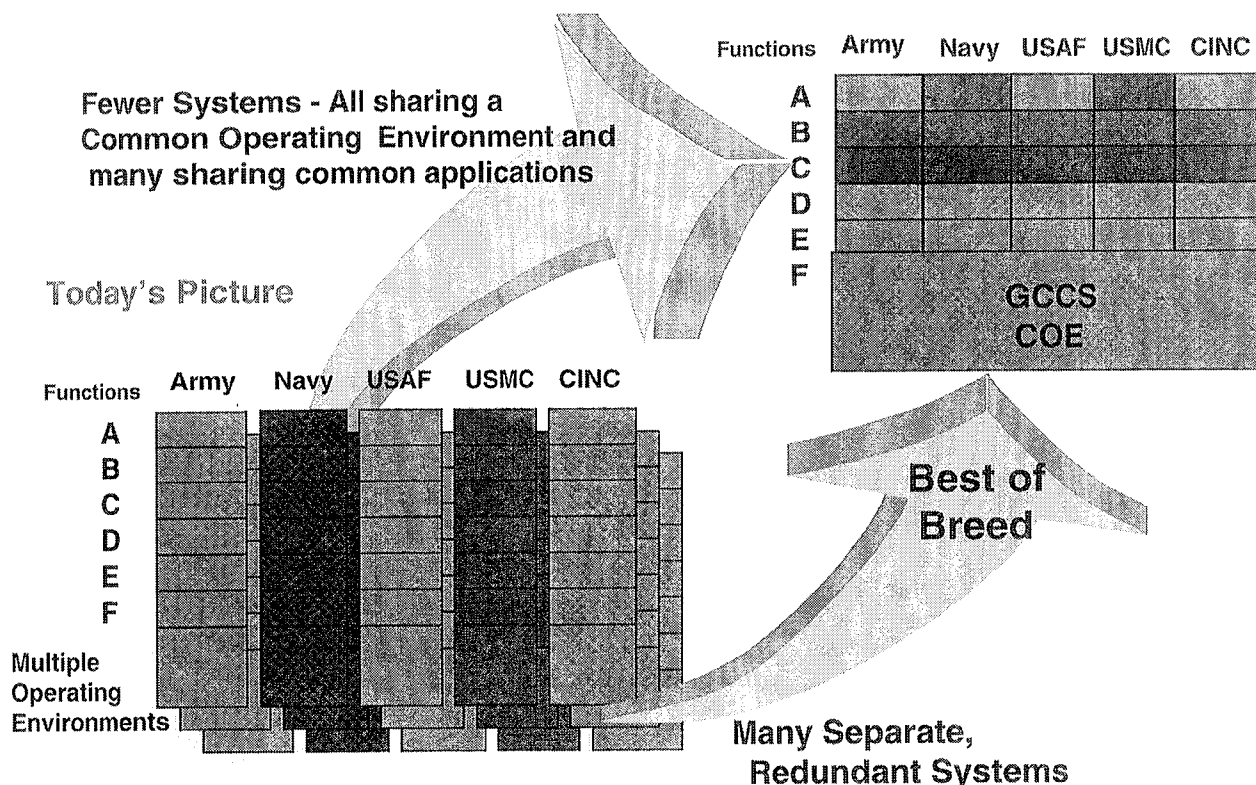 Functions Army Navy USAF USMC CINC
A
B
C
D
E
F
GCCS
COE
Fewer Systems - All sharing a
Common Operating Environment and
many sharing common applications
Today's Picture
Functions Army Navy USAF USMC CINC
A
B
C
D
E
F
Multiple
Operating
Environments
Best of
Breed
Many Separate,
Redundant Systems